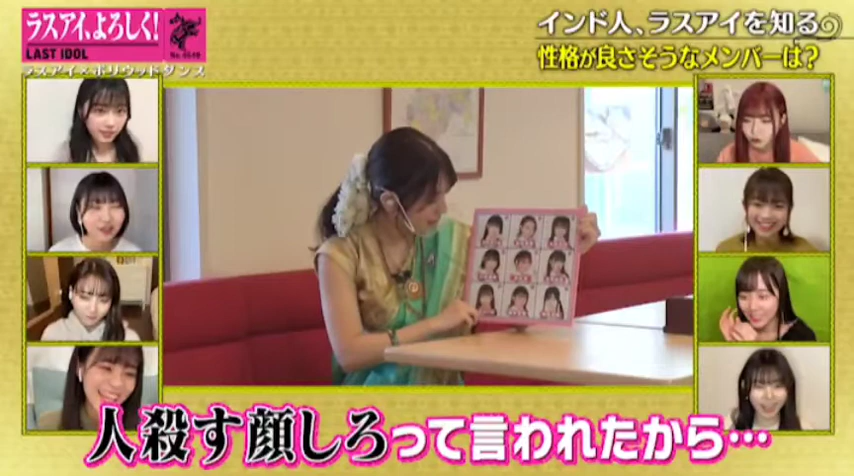 ラスアイ、よろしく!
LAST IDOL
ラスアイ×ボリウッドダンス
インド人、ラスアイを知る
性格が良さそうなメンバーは?
人殺す顔しろって言われたから…